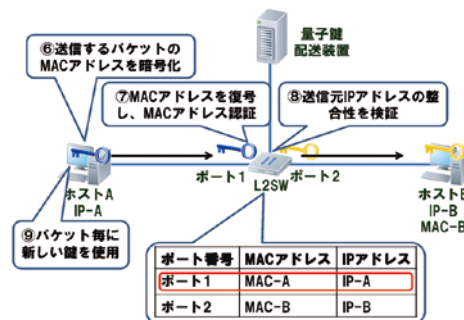 ⑥送信するパケットの
MACアドレスを暗号化
量子鍵
配送装置
⑦MACアドレスを復号
し、MACアドレス認証
⑧送信元IPアドレスの整
合性を検証
ポート1
ポート2
L2SW
ホストA
IP-A
ホストB
IP-B
MAC-B
⑨パケット毎に
新しい鍵を使用
ポート番号 MACアドレス IPアドレス
ポート1 MAC-A IP-A
ポート2 MAC-B IP-B